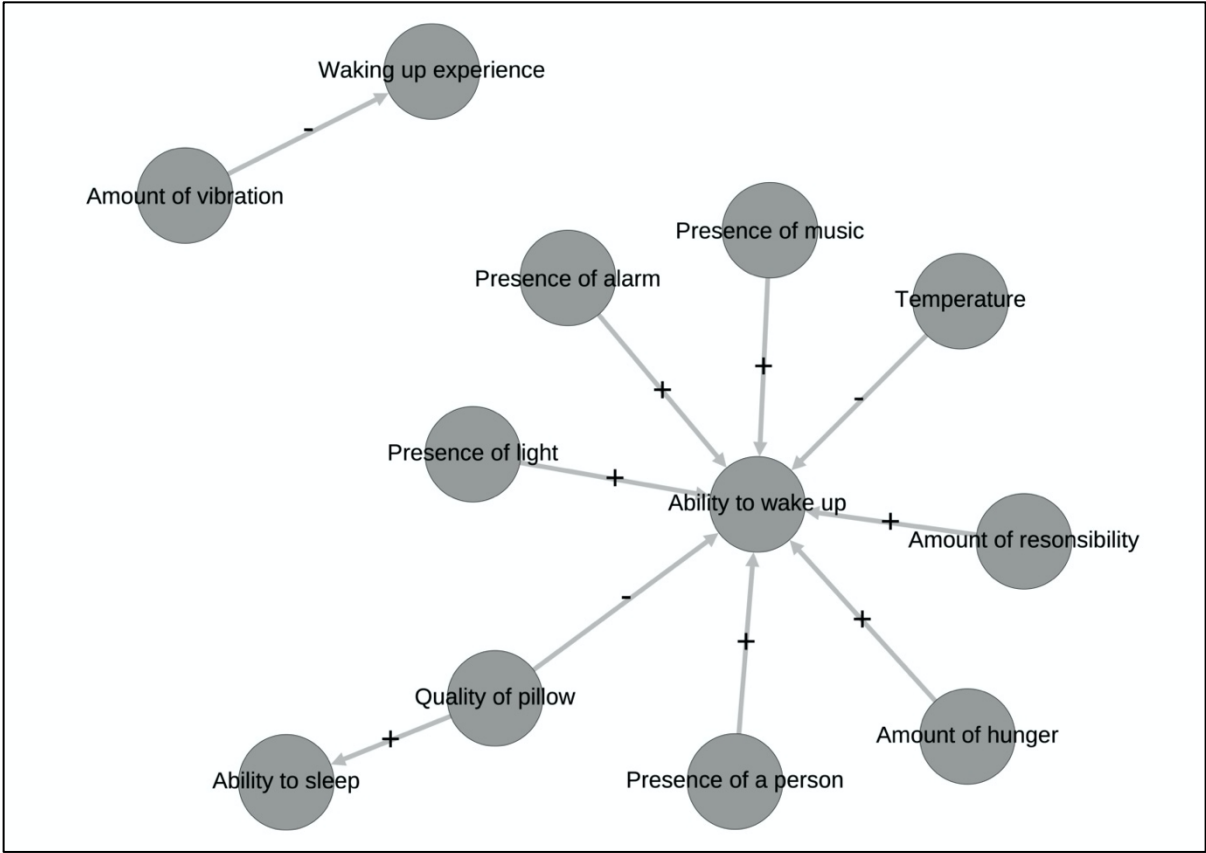 Waking up experience
-
Amount of vibration
Presence of music
Presence of alarm
Temperature
+
+
-
Presence of light
+
Ability to wake up
+
Amount of resonsibility
-
+
+
Quality of pillow
+
Amount of hunger
Ability to sleep
Presence of a person